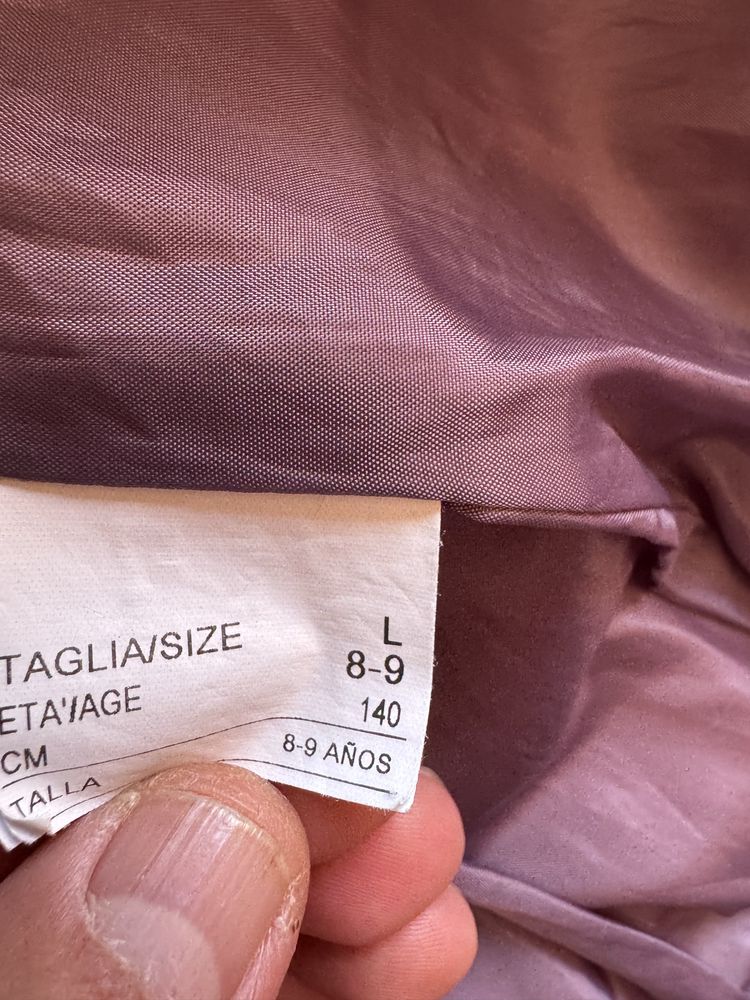 TAGLIA/SIZE L
ETA'/AGE 8-9
CM 140
TALLA 8-9 AÑOS